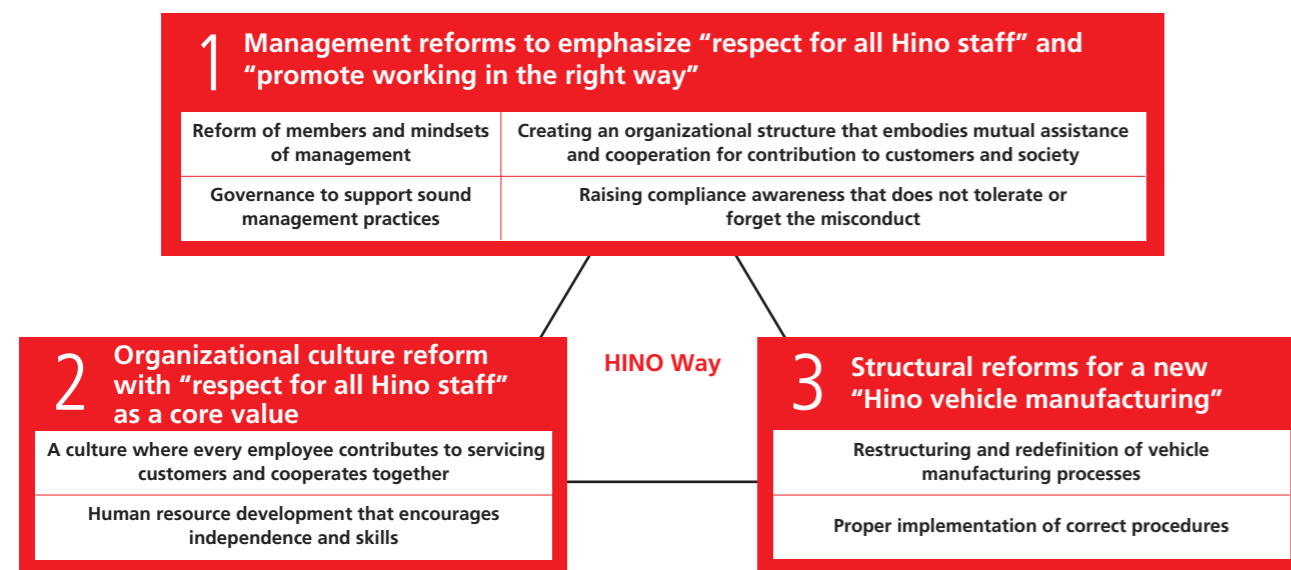 1
Management reforms to emphasize “respect for all Hino staff” and
“promote working in the right way”
Reform of members and mindsets
of management
Creating an organizational structure that embodies mutual assistance
and cooperation for contribution to customers and society
Governance to support sound
management practices
Raising compliance awareness that does not tolerate or
forget the misconduct
HINO Way
2
Organizational culture reform
with “respect for all Hino staff”
as a core value
A culture where every employee contributes to servicing
customers and cooperates together
Human resource development that encourages
independence and skills
3
Structural reforms for a new
“Hino vehicle manufacturing”
Restructuring and redefinition of vehicle
manufacturing processes
Proper implementation of correct procedures